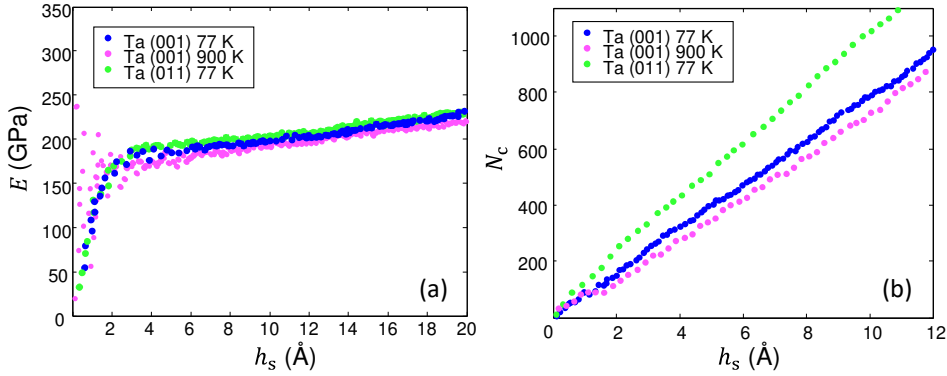 350
300
250
200
150
100
50
0
E (GPa)
Ta (001) 77 K
Ta (001) 900 K
Ta (011) 77 K
(a)
2 4 6 8 10 12 14 16 18 20
hs (Å)
1000
800
600
400
200
Nc
Ta (001) 77 K
Ta (001) 900 K
Ta (011) 77 K
(b)
0 2 4 6 8 10 12
hs (Å)